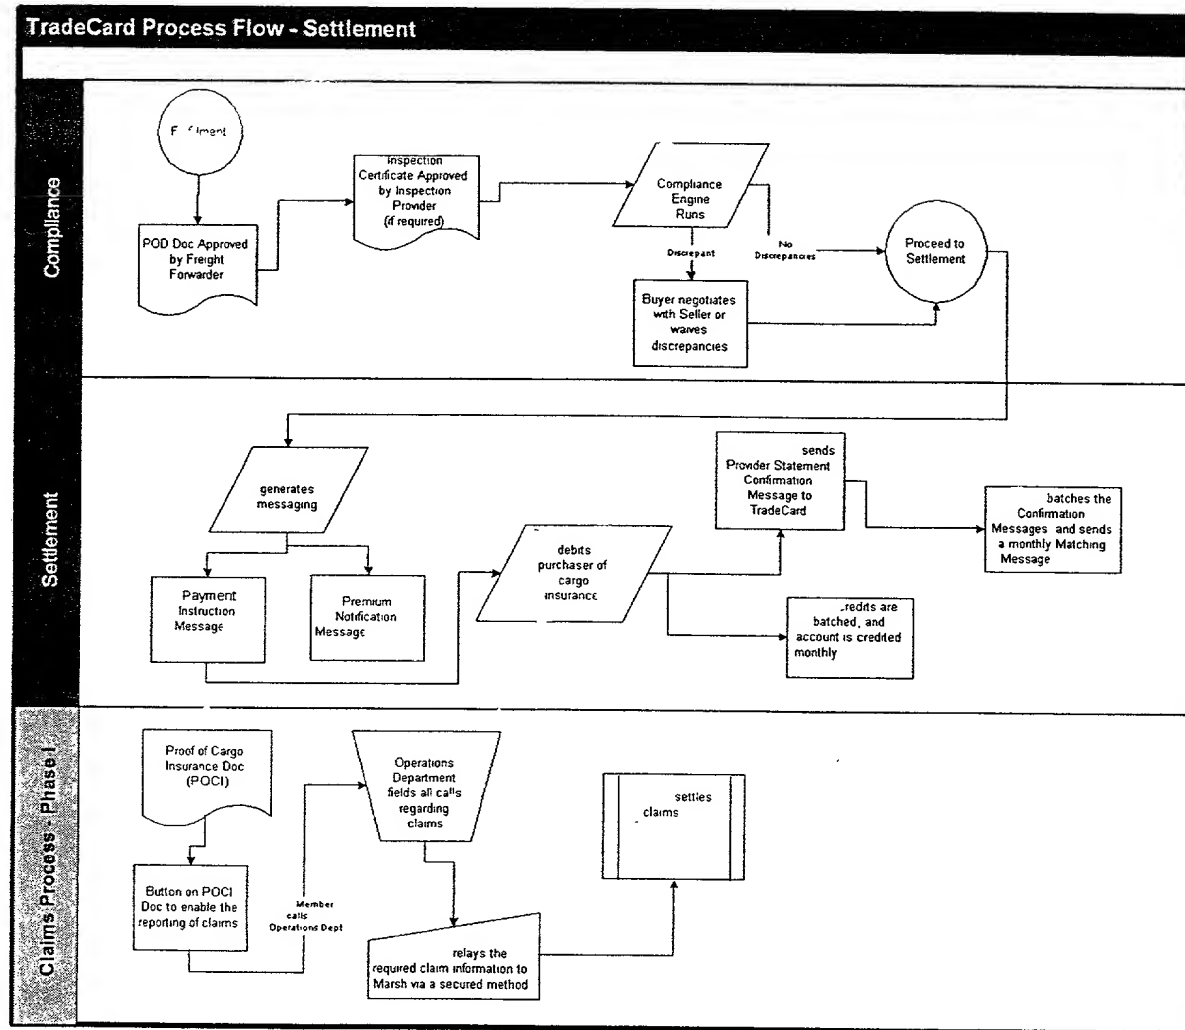 TradeCard Process Flow - Settlement
Compliance
POD Doc Approved
by Freight
Forwarder
Inspection
Certificate Approved
by Inspection
Provider
(if required)
Compliance
Engine
Runs
Discrepant
No
Discrepancies
Buyer negotiates
with Seller or
waives
discrepancies
Proceed to
Settlement
Settlement
generates
messaging
Payment
Instruction
Message
Premium
Notification
Message
debits
purchaser of
cargo
insurance
sends
Provider Statement
Confirmation
Message to
TradeCard
batches the
Confirmation
Messages and sends
a monthly Matching
Message
credits are
batched, and
account is credited
monthly
Claims Process - Phase I
Proof of Cargo
Insurance Doc
(POCI)
Button on POCI
Doc to enable the
reporting of claims
Member
calls
Operations Dept
Operations
Department
fields all calls
regarding
claims
relays the
required claim information to
Marsh via a secured method
settles
claims